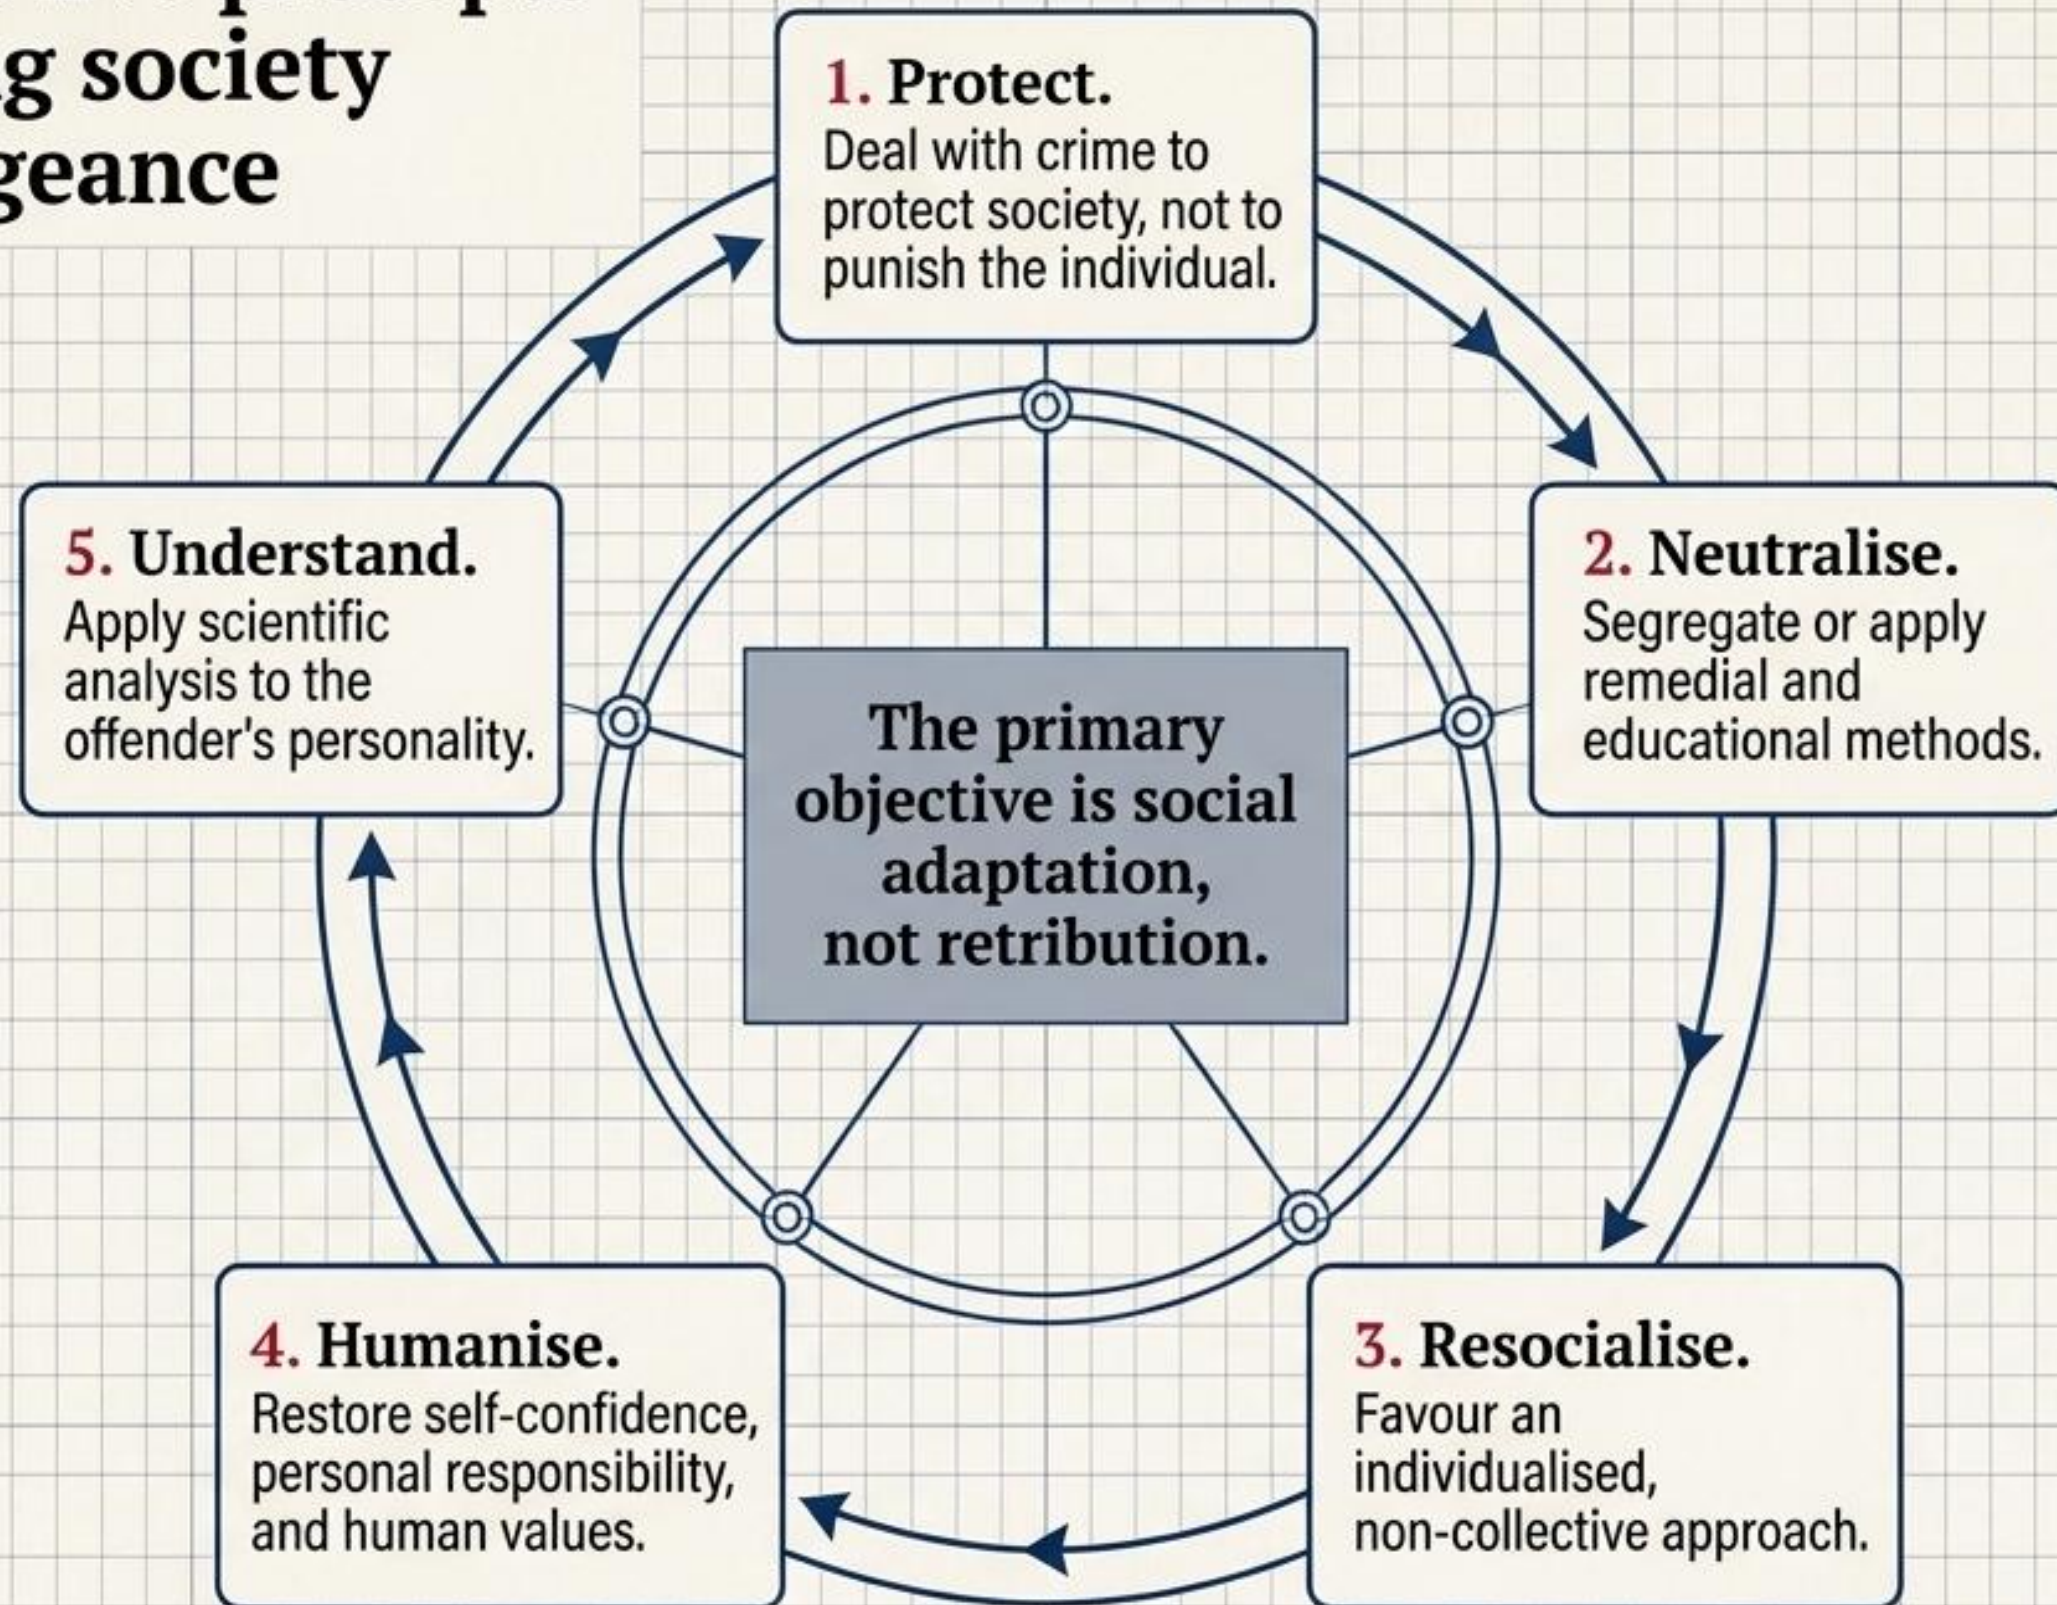 society
geance
1. Protect.
Deal with crime to
protect society, not to
punish the individual.
5. Understand.
Apply scientific
analysis to the
offender's personality.
2. Neutralise.
Segregate or apply
remedial and
educational methods.
The primary
objective is social
adaptation,
not retribution.
4. Humanise.
Restore self-confidence,
personal responsibility,
and human values.
3. Resocialise.
Favour an
individualised,
non-collective approach.